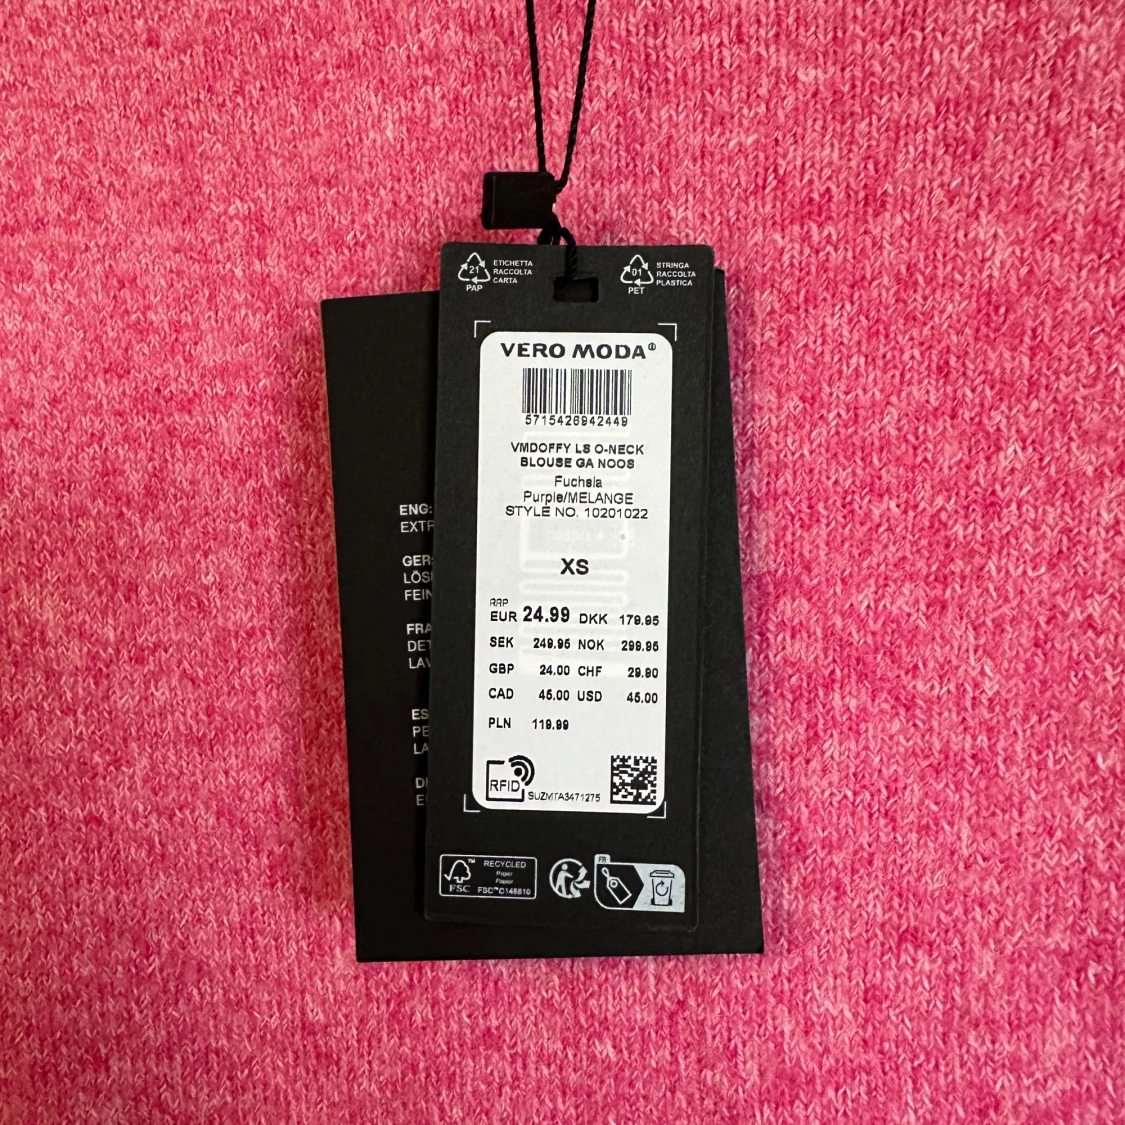 21
PAP
ETICHETTA
RACCOLTA
CARTA
01
PET
STRINGA
RACCOLTA
PLASTICA
VERO MODA®
5715426942449
VMDOFFY LS O-NECK
BLOUSE GA NOOS
Fuchsia
Purple/MELANGE
STYLE NO. 10201022
XS
RRP
EUR 24.99 DKK 179.95
SEK 249.95 NOK 299.95
GBP 24.00 CHF 29.90
CAD 45.00 USD 45.00
PLN 119.99
RFID
SUZMTA3471275
FSC™
RECYCLED
Paper
FSC™C148810
FR
ENG:
EXTR
GER:
LÖS
FEIN
FRA
DET
LAV
ES
PE
LA